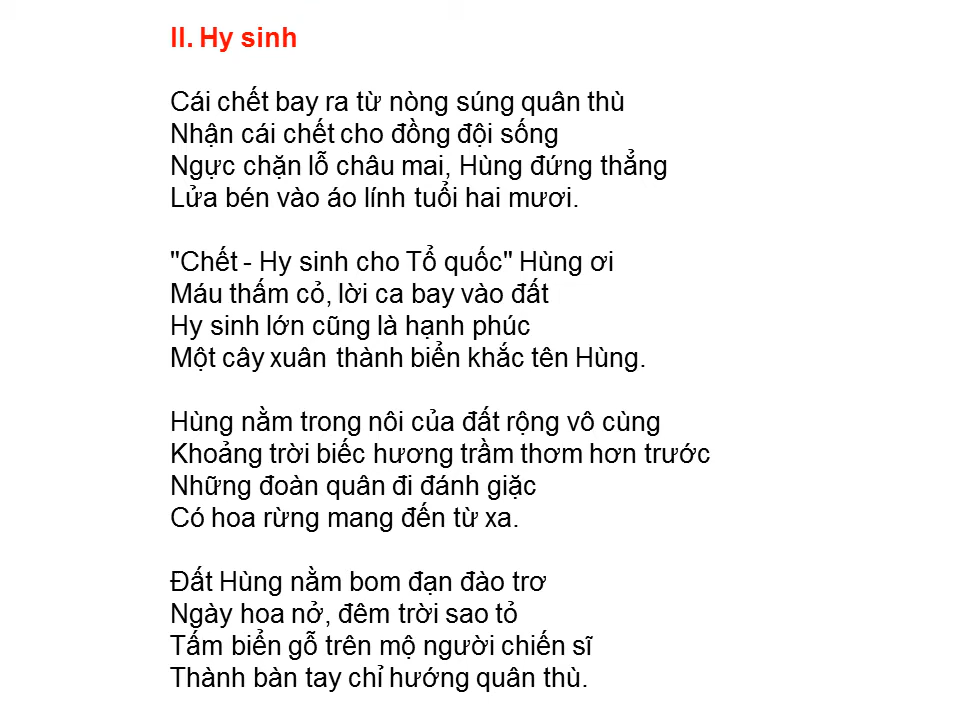 II. Hy sinh
Cái chết bay ra từ nòng súng quân thù
Nhận cái chết cho đồng đội sống
Ngực chặn lỗ châu mai, Hùng đứng thẳng
Lửa bén vào áo lính tuổi hai mươi.
"Chết - Hy sinh cho Tổ quốc" Hùng ơi
Máu thấm cỏ, lời ca bay vào đất
Hy sinh lớn cũng là hạnh phúc
Một cây xuân thành biển khắc tên Hùng.
Hùng nằm trong nôi của đất rộng vô cùng
Khoảng trời biếc hương trầm thơm hơn trước
Những đoàn quân đi đánh giặc
Có hoa rừng mang đến từ xa.
Đất Hùng nằm bom đạn đào trơ
Ngày hoa nở, đêm trời sao tỏ
Tấm biển gỗ trên mộ người chiến sĩ
Thành bàn tay chỉ hướng quân thù.